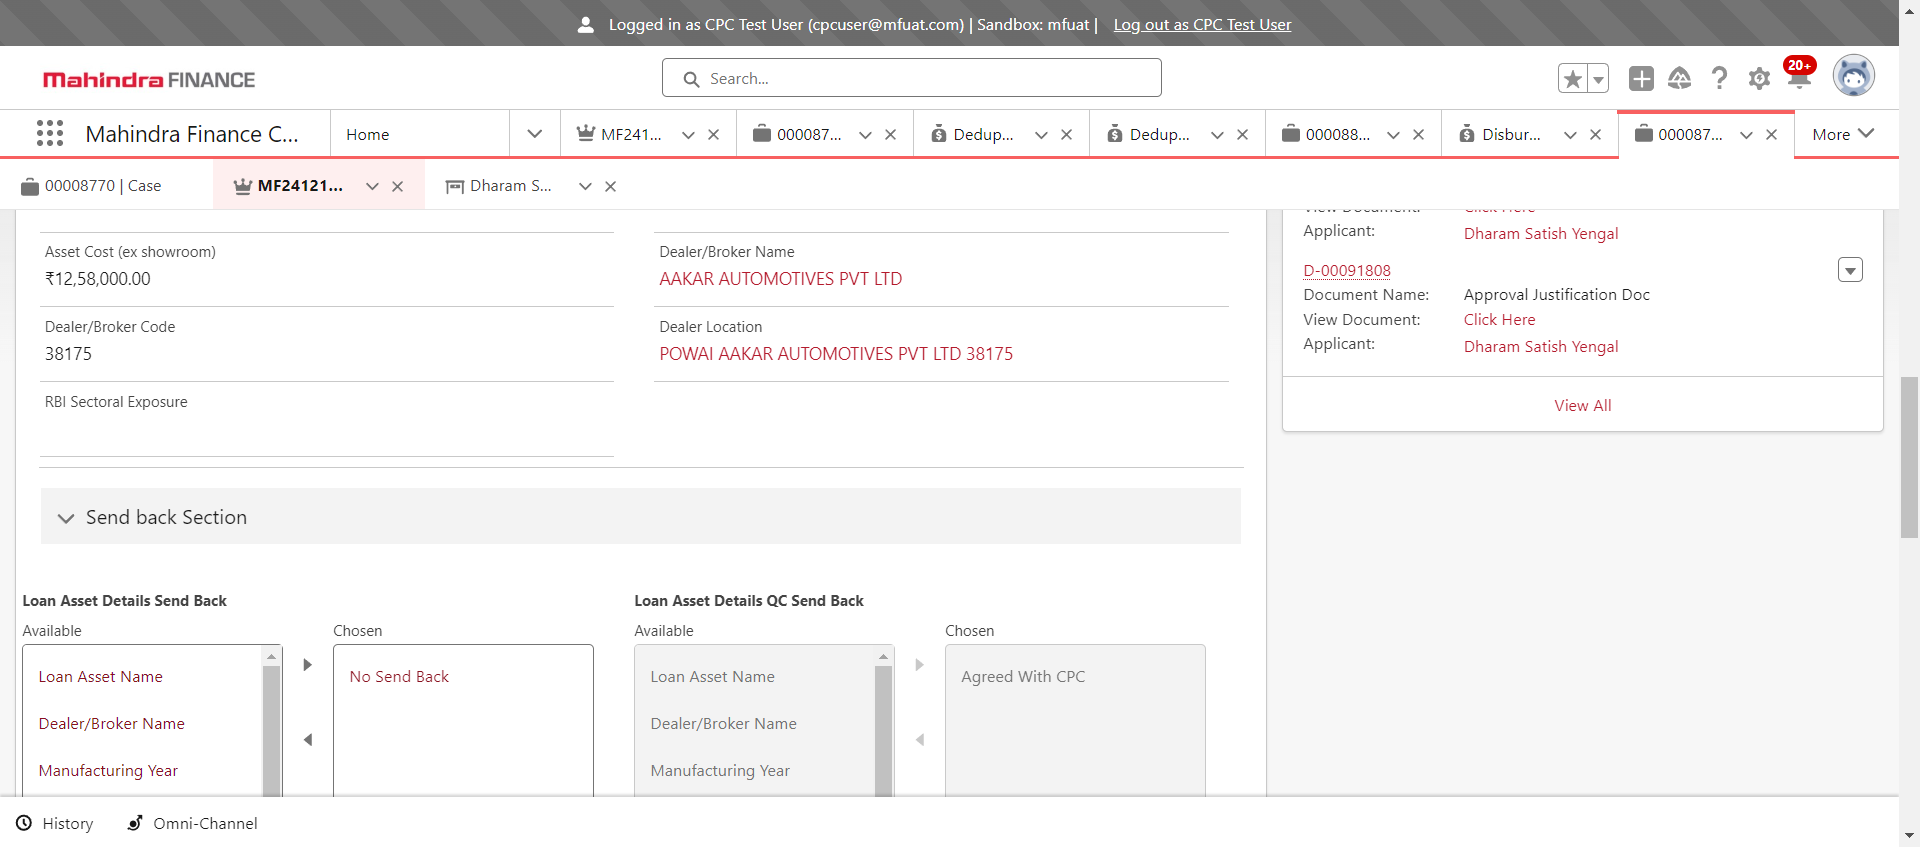 Logged in as CPC Test User (cpcuser@mfuat.com) | Sandbox: mfuat | Log out as CPC Test User
Mahindra FINANCE
Search...
20+
Mahindra Finance C...
Home
MF241...
000087...
Dedup...
Dedup...
000088...
Disbur...
000087...
More
00008770 | Case
MF24121...
Dharam S...
Asset Cost (ex showroom)
₹12,58,000.00
Dealer/Broker Name
AAKAR AUTOMOTIVES PVT LTD
Dealer/Broker Code
38175
Dealer Location
POWAI AAKAR AUTOMOTIVES PVT LTD 38175
RBI Sectoral Exposure
View Document: Click Here
Applicant: Dharam Satish Yengal
D-00091808
Document Name: Approval Justification Doc
View Document: Click Here
Applicant: Dharam Satish Yengal
View All
Send back Section
Loan Asset Details Send Back
Available
Loan Asset Name
Dealer/Broker Name
Manufacturing Year
Chosen
No Send Back
Loan Asset Details QC Send Back
Available
Loan Asset Name
Dealer/Broker Name
Manufacturing Year
Chosen
Agreed With CPC
History
Omni-Channel